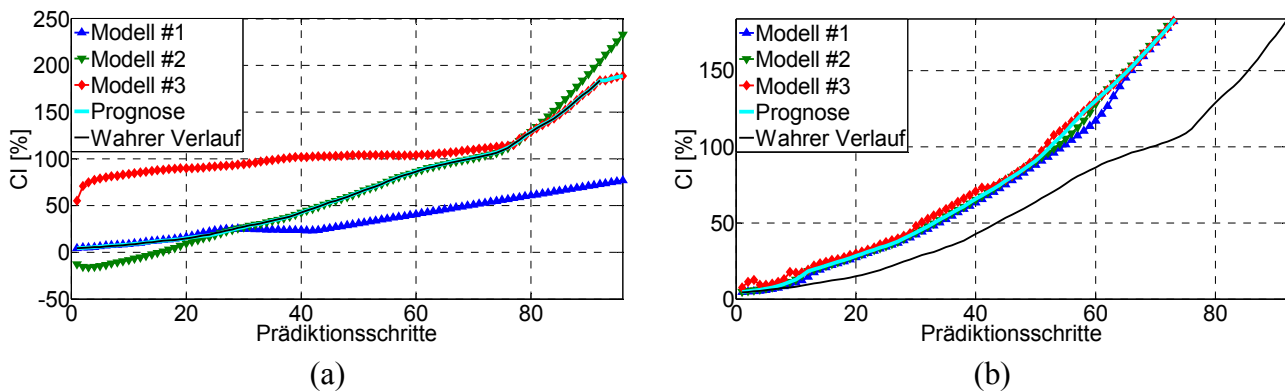 250
200
150
100
50
0
-50
CI [%]
Modell #1
Modell #2
Modell #3
Prognose
Wahrer Verlauf
0 20 40 60 80
Prädiktionsschritte
(a)
150
100
50
0
CI [%]
Modell #1
Modell #2
Modell #3
Prognose
Wahrer Verlauf
0 20 40 60 80
Prädiktionsschritte
(b)